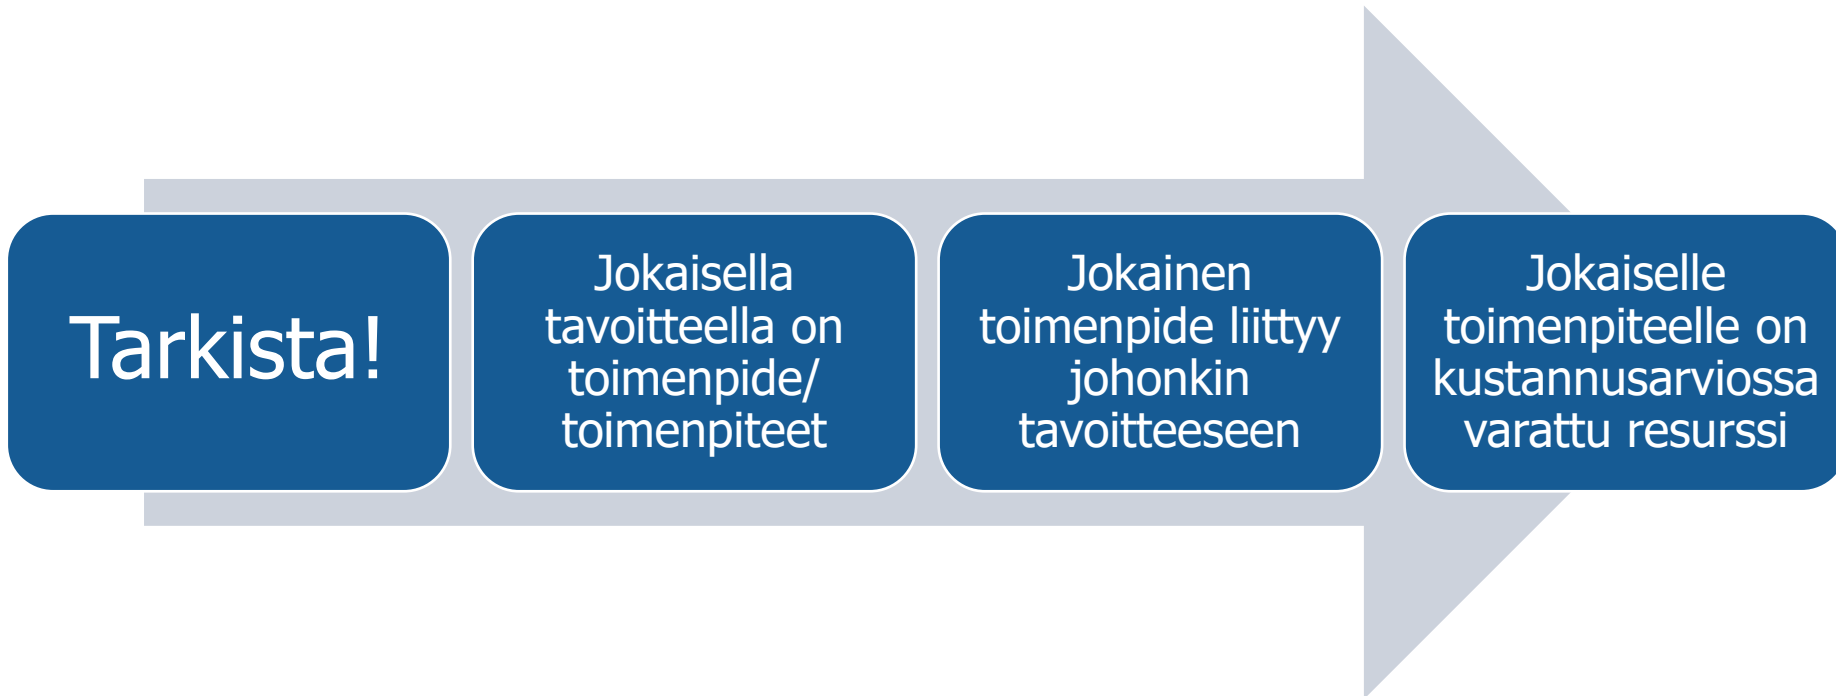 Tarkista!
Jokaisella
tavoitteella on
toimenpide/
toimenpiteet
Jokainen
toimenpide liittyy
johonkin
tavoitteeseen
Jokaiselle
toimenpiteelle on
kustannusarviossa
varattu resurssi